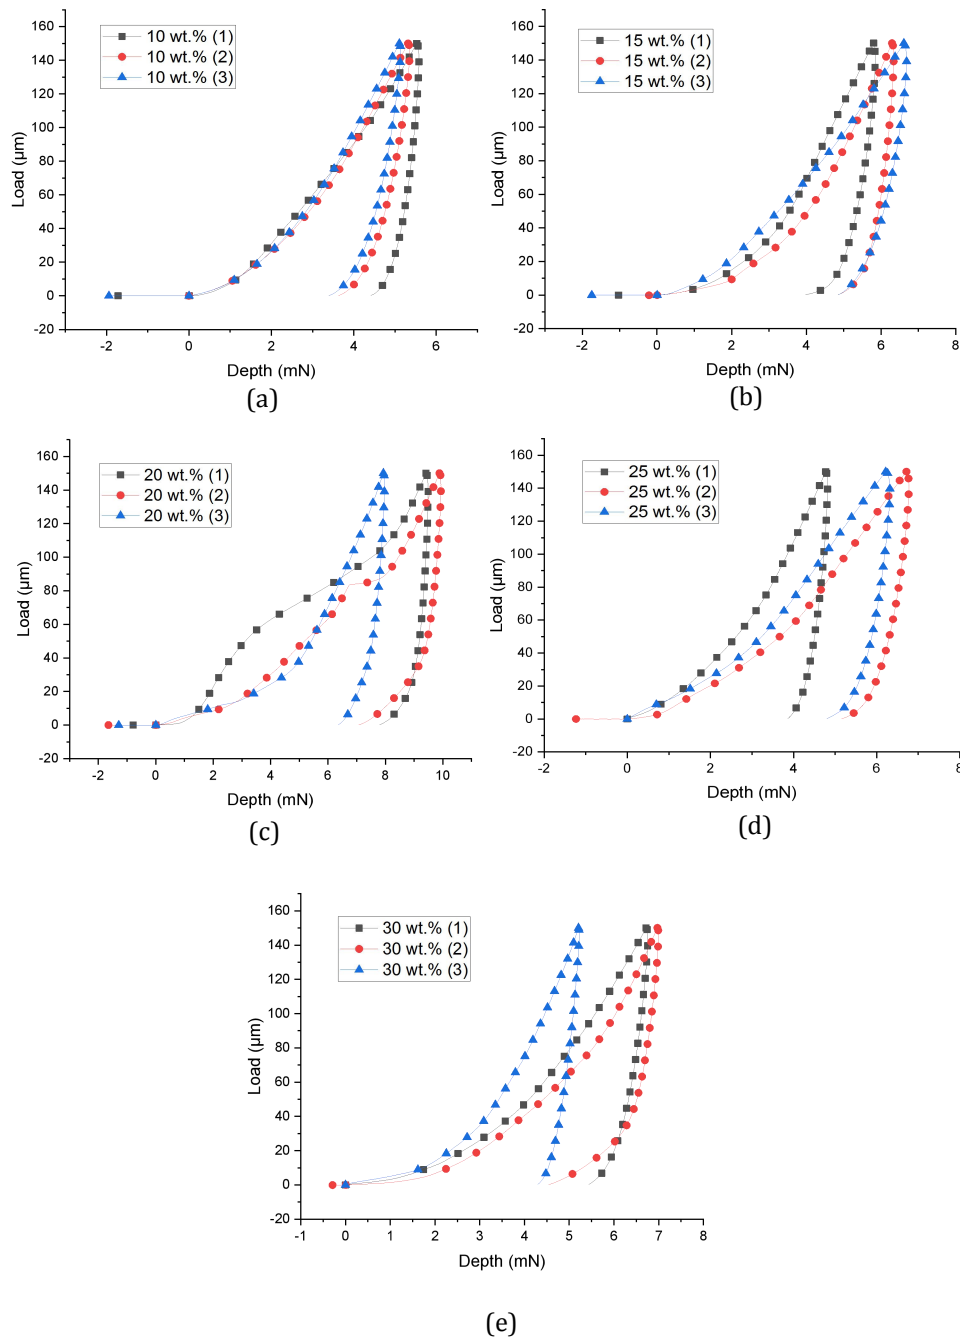 160
140
120
100
80
60
40
20
0
-20
Load (μm)
10 wt.% (1)
10 wt.% (2)
10 wt.% (3)
-2 0 2 4 6
Depth (mN)
(a)
160
140
120
100
80
60
40
20
0
-20
Load (μm)
15 wt.% (1)
15 wt.% (2)
15 wt.% (3)
-2 0 2 4 6 8
Depth (mN)
(b)
160
140
120
100
80
60
40
20
0
-20
Load (μm)
20 wt.% (1)
20 wt.% (2)
20 wt.% (3)
-2 0 2 4 6 8 10
Depth (mN)
(c)
160
140
120
100
80
60
40
20
0
-20
Load (μm)
25 wt.% (1)
25 wt.% (2)
25 wt.% (3)
-2 0 2 4 6 8
Depth (mN)
(d)
160
140
120
100
80
60
40
20
0
-20
Load (μm)
30 wt.% (1)
30 wt.% (2)
30 wt.% (3)
-1 0 1 2 3 4 5 6 7 8
Depth (mN)
(e)